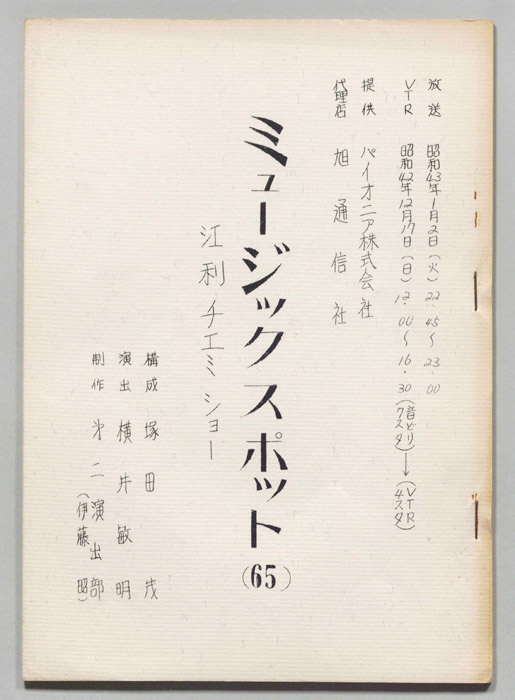 放送 昭和43年1月2日(火) 22.45〜23.00
VTR 昭和42年12月17日(日) 12.00〜16.30(音どりクスタ)→(VTR4スタ)
提供 パイオニア株式会社
代理店 旭通信社
ミュージックスポット(65)
江利チエミショー
構成 塚田茂
演出 横井敏明
制作 第二演出部
(伊藤昭)